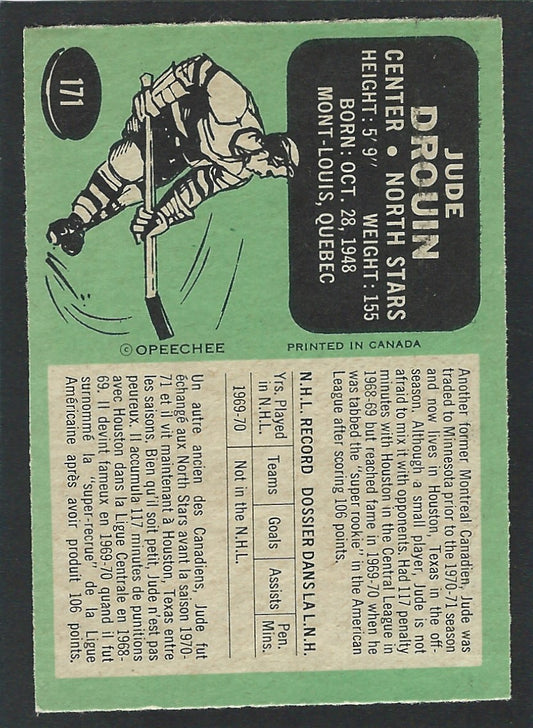 171
JUDE
DROUIN
CENTER • NORTH STARS
HEIGHT: 5' 9" WEIGHT: 155
BORN: OCT. 28, 1948
MONT-LOUIS, QUEBEC
© OPEECHEE
PRINTED IN CANADA
Another former Montreal Canadien, Jude was
traded to Minnesota prior to the 1970-71 season
and now lives in Houston, Texas in the off-
season. Although a small player, Jude is not
afraid to mix it with opponents. Had 117 penalty
minutes with Houston in the Central League in
1968-69 but reached fame in 1969-70 when he
was tabbed the "super rookie" in the American
League after scoring 106 points.
N.H.L. RECORD DOSSIER DANS LA L.N.H.
Yrs. Played in N.H.L. Teams Goals Assists Pen. Mins.
1969-70 Not in the N.H.L.
Un autre ancien des Canadiens, Jude fut
échangé aux North Stars avant la saison 1970-
71 et il vit maintenant à Houston, Texas entre
les saisons. Bien qu'il soit petit, Jude n'est pas
peureux. Il accumula 117 minutes de punitions
avec Houston dans la Ligue Centrale en 1968-
69. Il devint fameux en 1969-70 quand il fut
surnommé la "super-recrue" de la Ligue
Américaine après avoir produit 106 points.